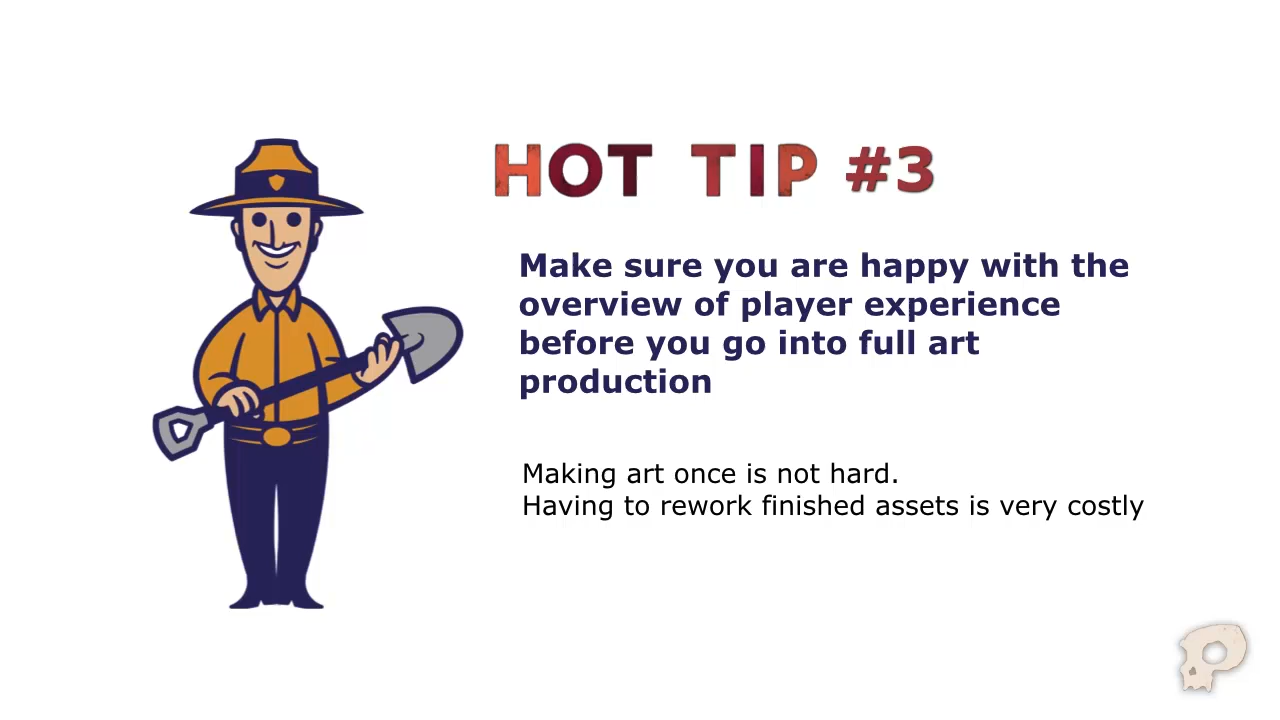 HOT TIP #3
Make sure you are happy with the
overview of player experience
before you go into full art
production
Making art once is not hard.
Having to rework finished assets is very costly